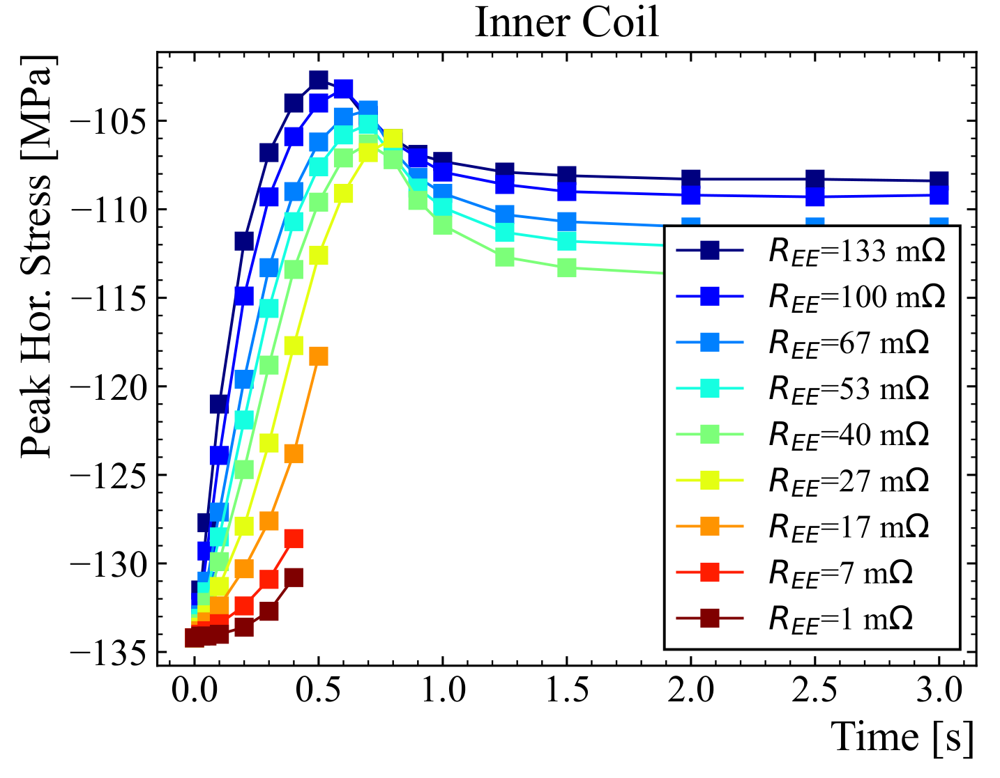 Inner Coil
Peak Hor. Stress [MPa]
−105
−110
−115
−120
−125
−130
−135
R_EE=133 mΩ
R_EE=100 mΩ
R_EE=67 mΩ
R_EE=53 mΩ
R_EE=40 mΩ
R_EE=27 mΩ
R_EE=17 mΩ
R_EE=7 mΩ
R_EE=1 mΩ
0.0 0.5 1.0 1.5 2.0 2.5 3.0
Time [s]